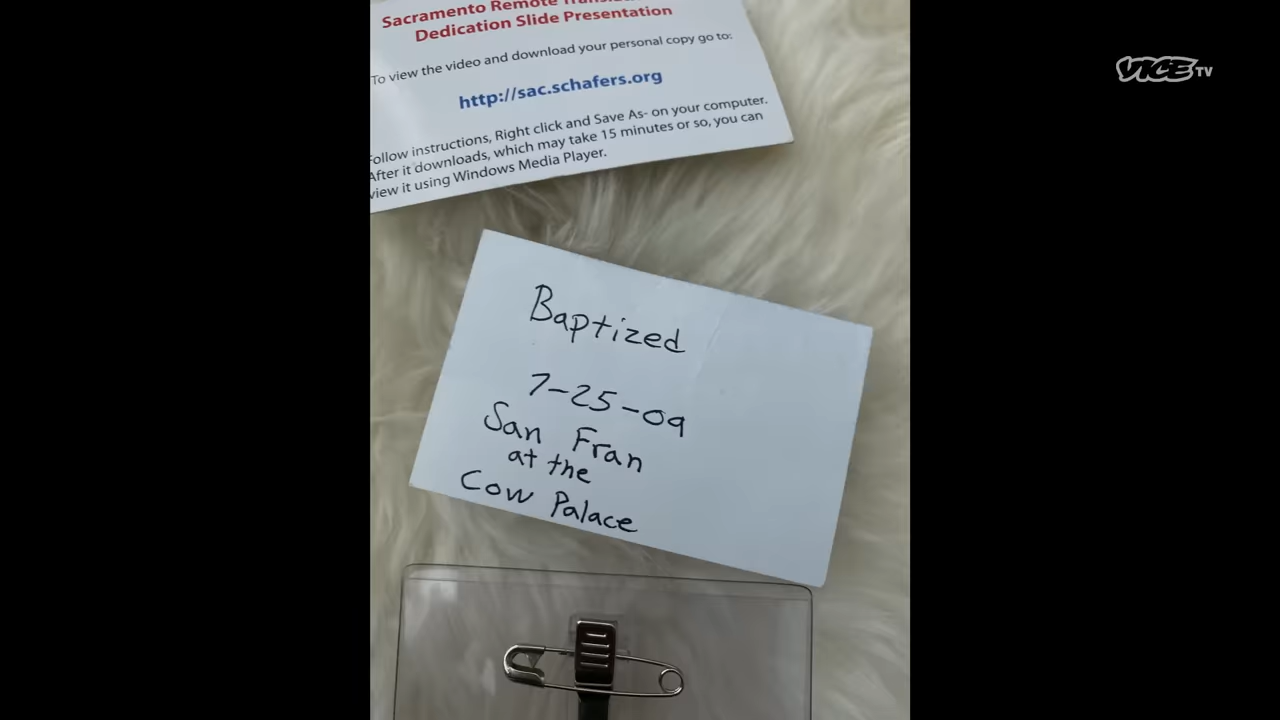 Sacramento Remote
Dedication Slide Presentation
To view the video and download your personal copy go to:
http://sac.schafers.org
Follow instructions, Right click and Save As- on your computer.
After it downloads, which may take 15 minutes or so, you can
view it using Windows Media Player.
VICE TV
Baptized
7-25-09
San Fran
at the
Cow Palace